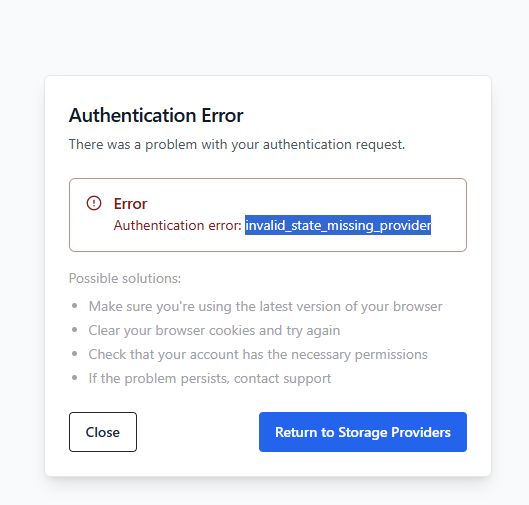 Authentication Error
There was a problem with your authentication request.
Error
Authentication error: invalid_state_missing_provider
Possible solutions:
• Make sure you're using the latest version of your browser
• Clear your browser cookies and try again
• Check that your account has the necessary permissions
• If the problem persists, contact support
Close
Return to Storage Providers